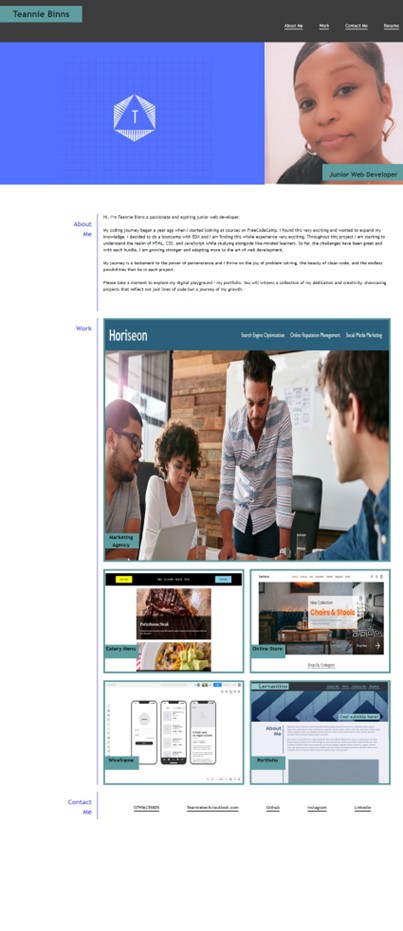 Teannie Binns
About Me Work Contact Me Resume
T
Junior Web Developer
About
Me
Hi, I'm Teannie Binns a passionate and aspiring junior web developer.
My coding journey began a year ago when I started looking at courses on FreeCodeCamp. I found this very exciting and wanted to expand my
knowledge. I decided to do a bootcamp with EDX and I am finding this whole experience very exciting. Throughout this project I am starting to
understand the realm of HTML, CSS, and JavaScript while studying alongside like-minded learners. So far, the challenges have been great and
with each hurdle, I am growing stronger and adapting more to the art of web development.
My journey is a testament to the power of perseverance and I thrive on the joy of problem solving, the beauty of clean code, and the endless
possibilities that lie in each project.
Please take a moment to explore my digital playground - my portfolio. You will witness a collection of my dedication and creativity, showcasing
projects that reflect not just lines of code but a journey of my growth.
Work
Horiseon
Search Engine Optimization Online Reputation Management Social Media Marketing
Marketing
Agency
Porterhouse Steak
Eatery Menu
New Collection
Chairs & Stools
Online Store
Shop By Category
Wireframe
Cool subtitle here!
About
Me
Portfolio
Contact
Me
Github Instagram Linkedin